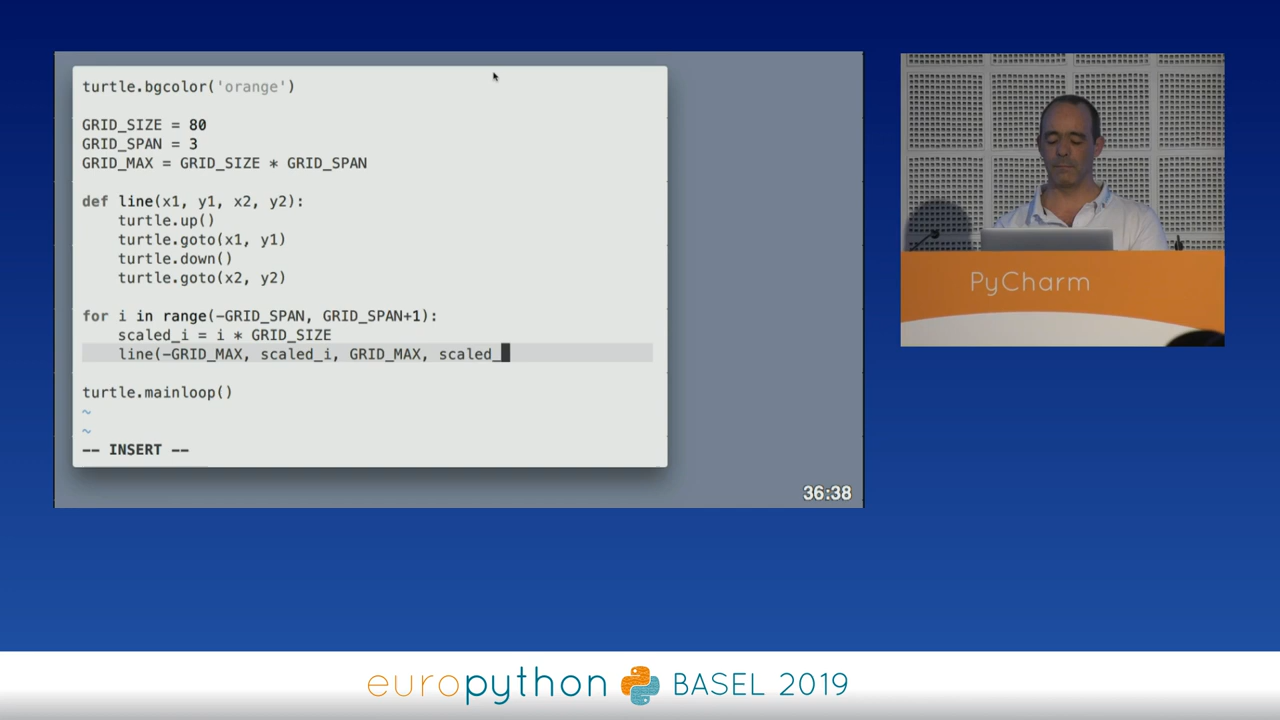 turtle.bgcolor('orange')
GRID_SIZE = 80
GRID_SPAN = 3
GRID_MAX = GRID_SIZE * GRID_SPAN
def line(x1, y1, x2, y2):
    turtle.up()
    turtle.goto(x1, y1)
    turtle.down()
    turtle.goto(x2, y2)
for i in range(-GRID_SPAN, GRID_SPAN+1):
    scaled_i = i * GRID_SIZE
    line(-GRID_MAX, scaled_i, GRID_MAX, scaled_
turtle.mainloop()
~
~
-- INSERT --
36:38
PyCharm
europython BASEL 2019